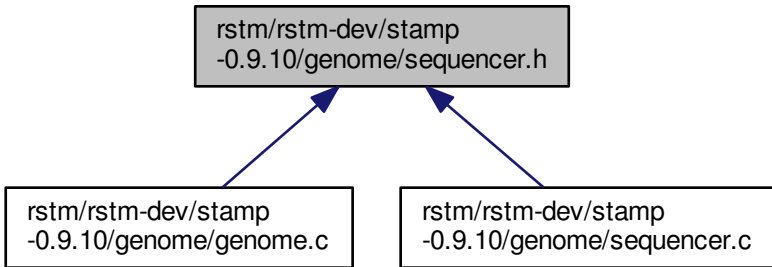 rstm/rstm-dev/stamp
-0.9.10/genome/sequencer.h
rstm/rstm-dev/stamp
-0.9.10/genome/genome.c
rstm/rstm-dev/stamp
-0.9.10/genome/sequencer.c